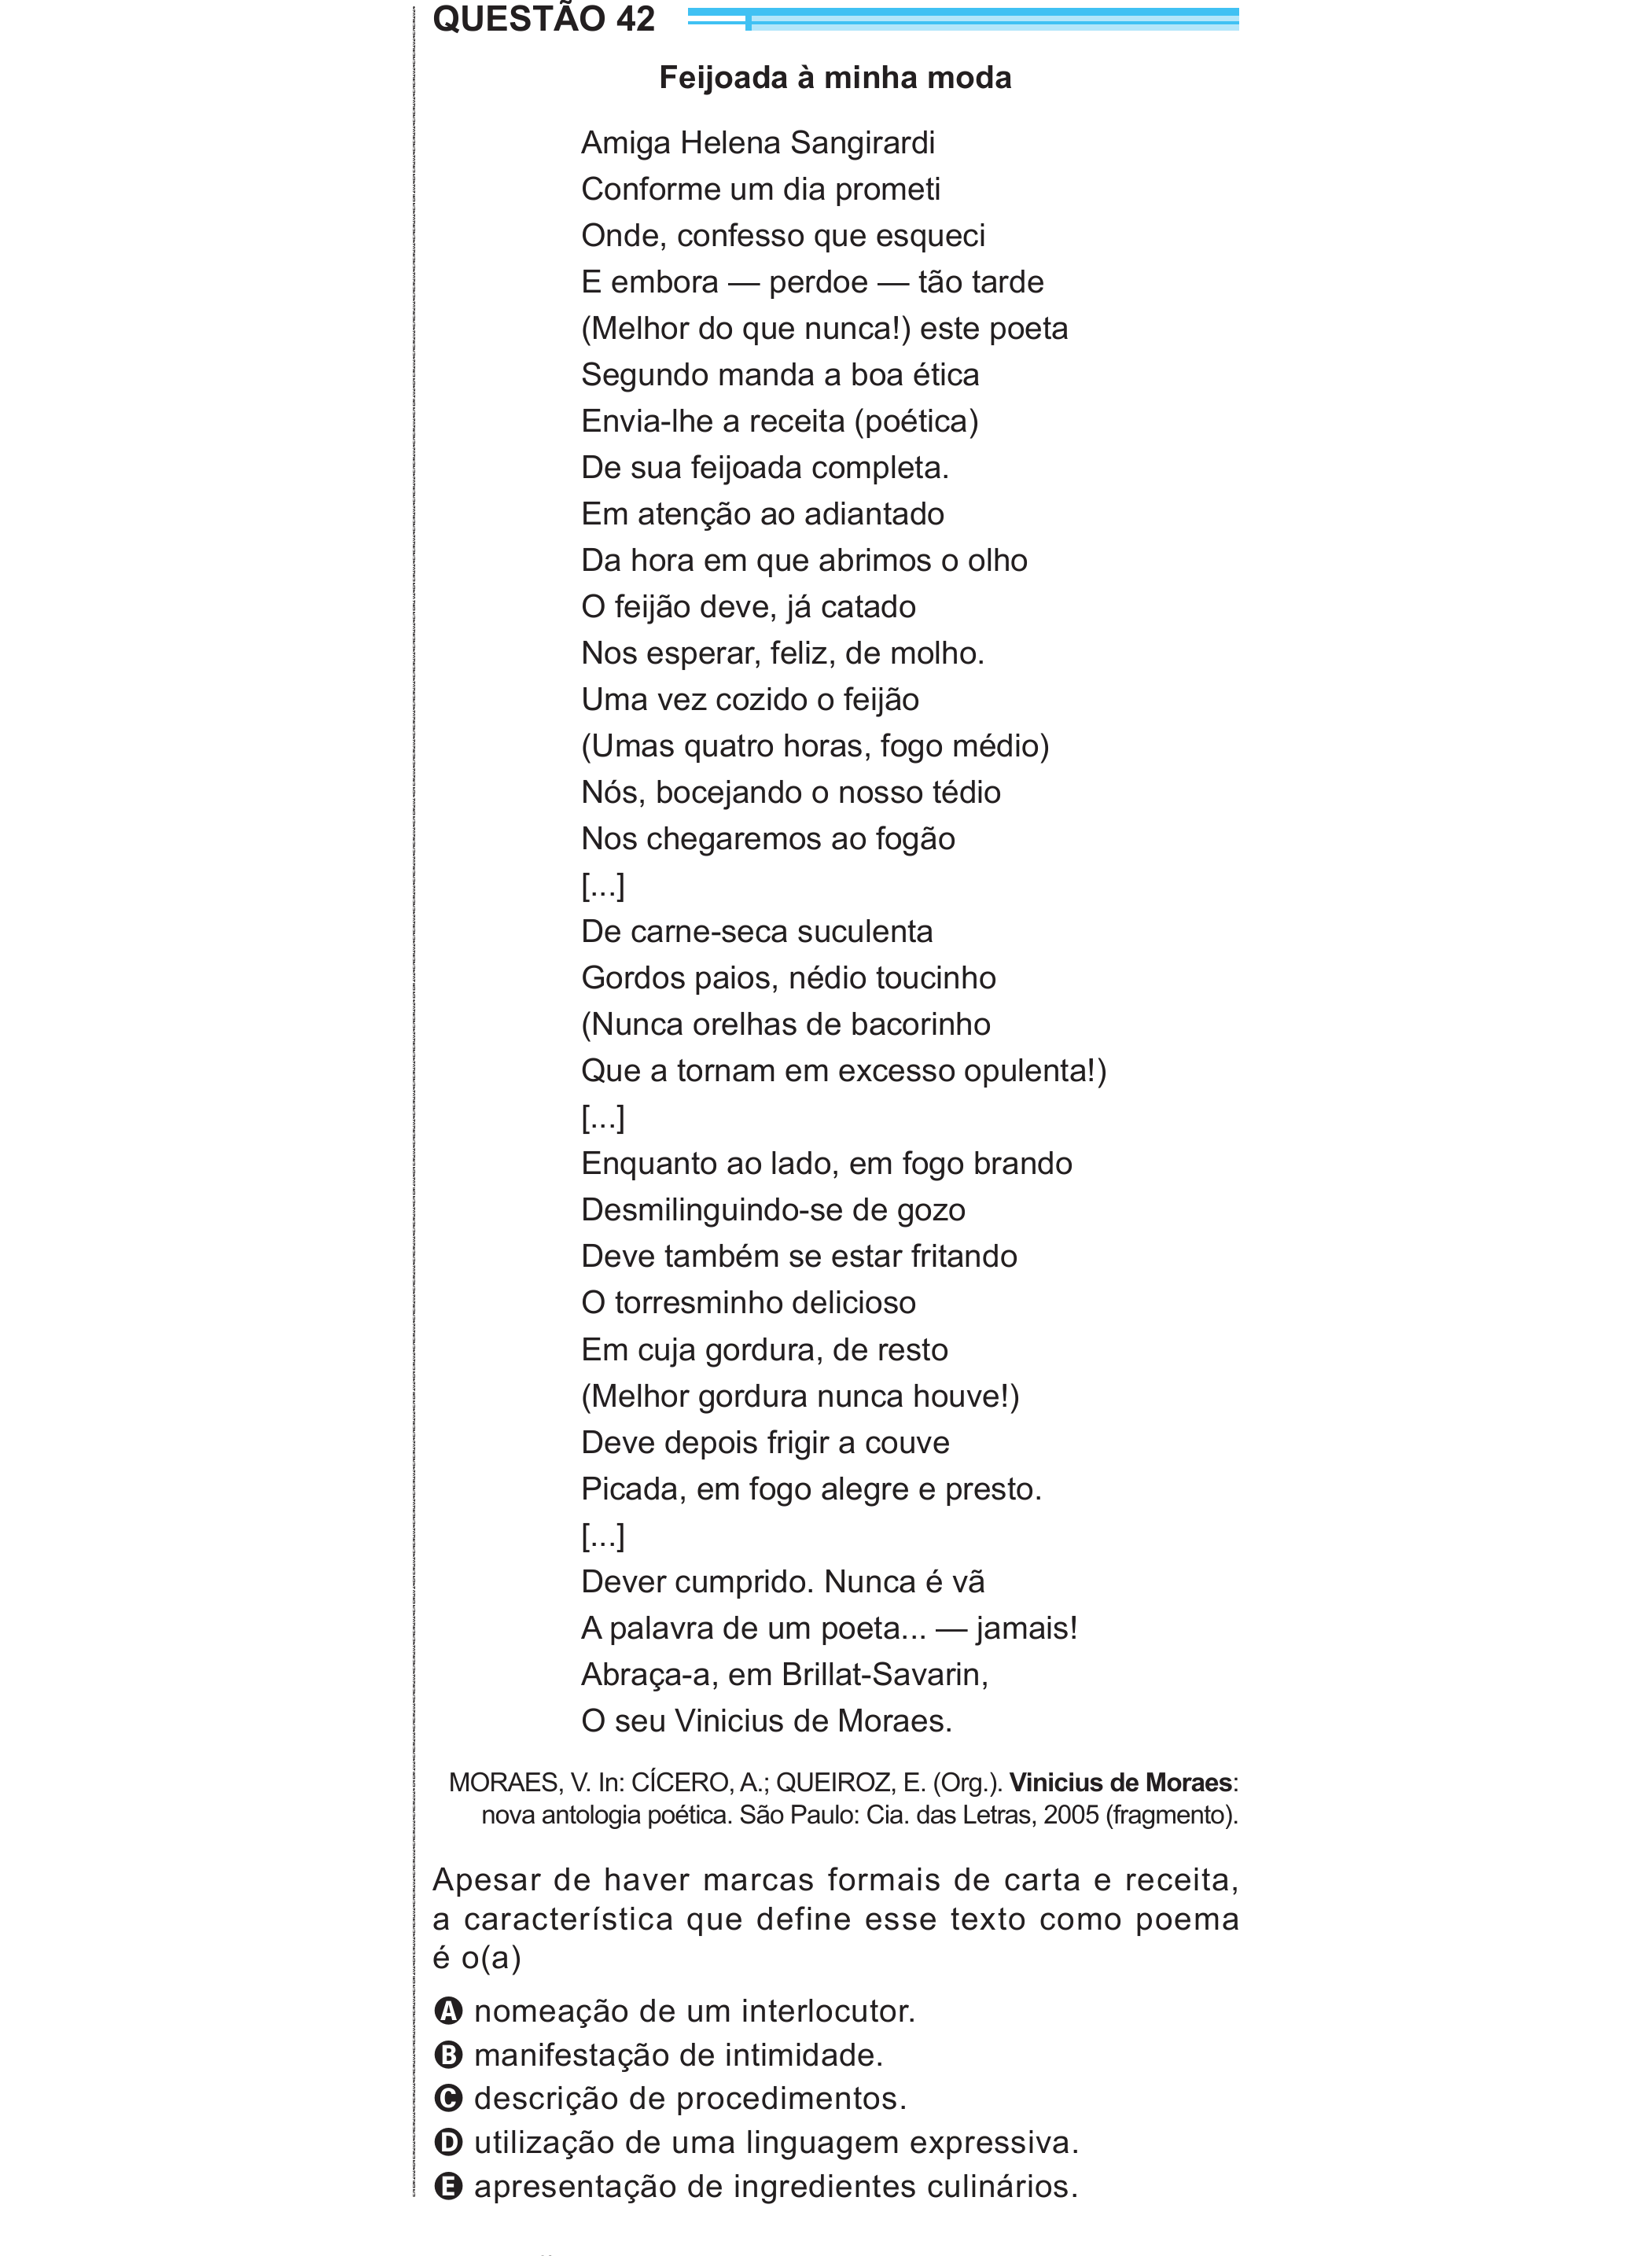 QUESTÃO 42
Feijoada à minha moda
Amiga Helena Sangirardi
Conforme um dia prometi
Onde, confesso que esqueci
E embora — perdoe — tão tarde
(Melhor do que nunca!) este poeta
Segundo manda a boa ética
Envia-lhe a receita (poética)
De sua feijoada completa.
Em atenção ao adiantado
Da hora em que abrimos o olho
O feijão deve, já catado
Nos esperar, feliz, de molho.
Uma vez cozido o feijão
(Umas quatro horas, fogo médio)
Nós, bocejando o nosso tédio
Nos chegaremos ao fogão
[...]
De carne-seca suculenta
Gordos paios, nédio toucinho
(Nunca orelhas de bacorinho
Que a tornam em excesso opulenta!)
[...]
Enquanto ao lado, em fogo brando
Desmilinguindo-se de gozo
Deve também se estar fritando
O torresminho delicioso
Em cuja gordura, de resto
(Melhor gordura nunca houve!)
Deve depois frigir a couve
Picada, em fogo alegre e presto.
[...]
Dever cumprido. Nunca é vã
A palavra de um poeta... — jamais!
Abraça-a, em Brillat-Savarin,
O seu Vinicius de Moraes.
MORAES, V. In: CÍCERO, A.; QUEIROZ, E. (Org.). Vinicius de Moraes:
nova antologia poética. São Paulo: Cia. das Letras, 2005 (fragmento).
Apesar de haver marcas formais de carta e receita,
a característica que define esse texto como poema
é o(a)
A nomeação de um interlocutor.
B manifestação de intimidade.
C descrição de procedimentos.
D utilização de uma linguagem expressiva.
E apresentação de ingredientes culinários.